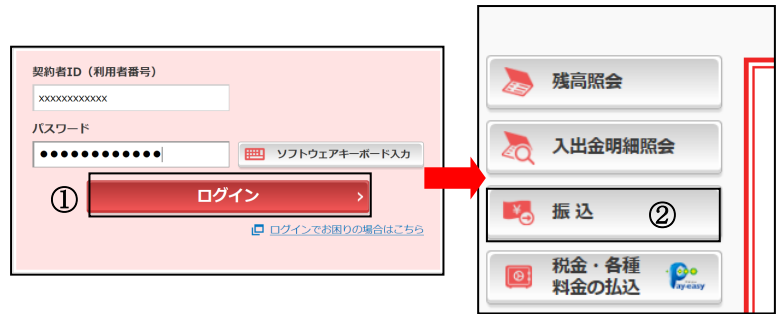 契約者ID（利用者番号）
xxxxxxxxxxxx
パスワード
●●●●●●●●●●●●
ソフトウェアキーボード入力
① ログイン
ログインでお困りの場合はこちら
残高照会
入出金明細照会
振込 ②
税金・各種
料金の払込
Pay-easy